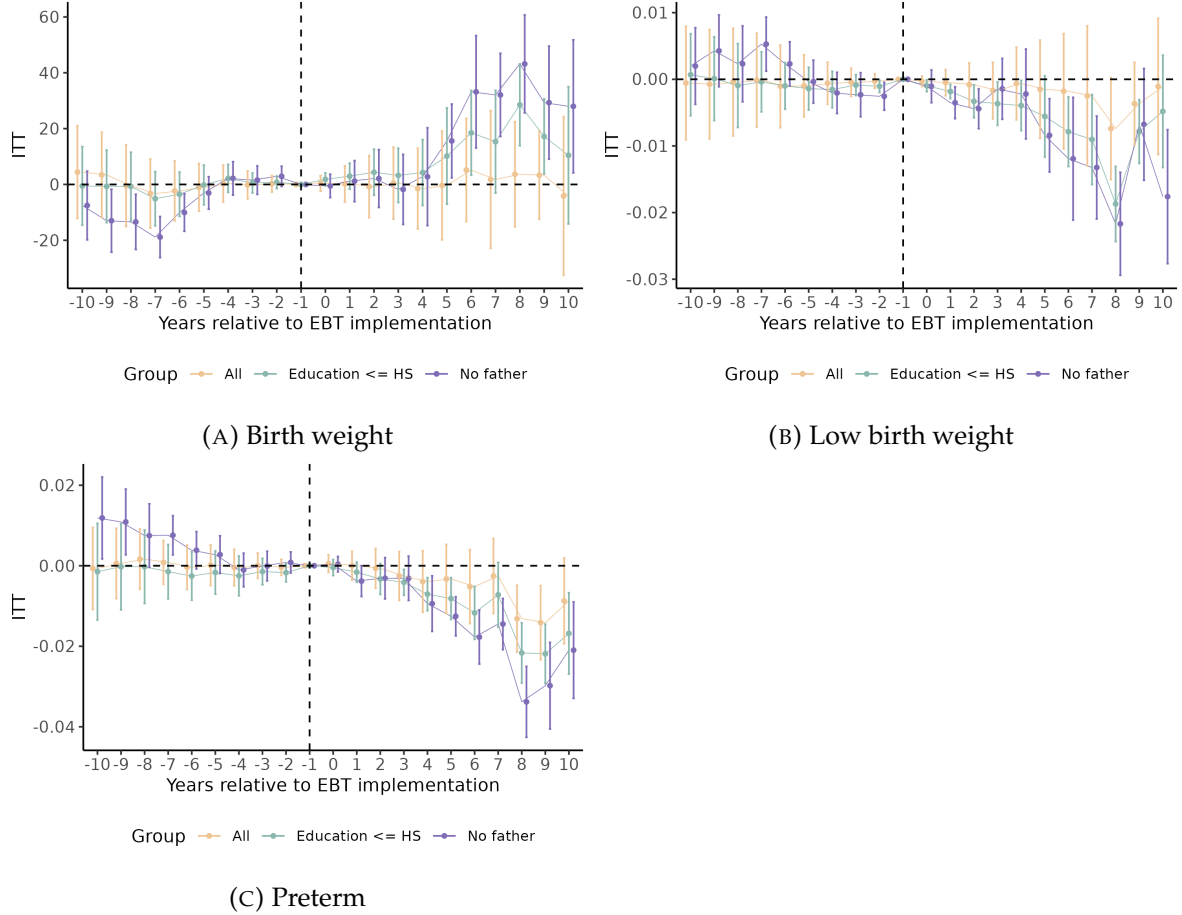 60
40
20
0
-20
ITT
-10 -9 -8 -7 -6 -5 -4 -3 -2 -1 0 1 2 3 4 5 6 7 8 9 10
Years relative to EBT implementation
Group All Education <= HS No father
(A) Birth weight
0.01
0.00
-0.01
-0.02
-0.03
ITT
-10 -9 -8 -7 -6 -5 -4 -3 -2 -1 0 1 2 3 4 5 6 7 8 9 10
Years relative to EBT implementation
Group All Education <= HS No father
(B) Low birth weight
0.02
0.00
-0.02
-0.04
ITT
-10 -9 -8 -7 -6 -5 -4 -3 -2 -1 0 1 2 3 4 5 6 7 8 9 10
Years relative to EBT implementation
Group All Education <= HS No father
(C) Preterm